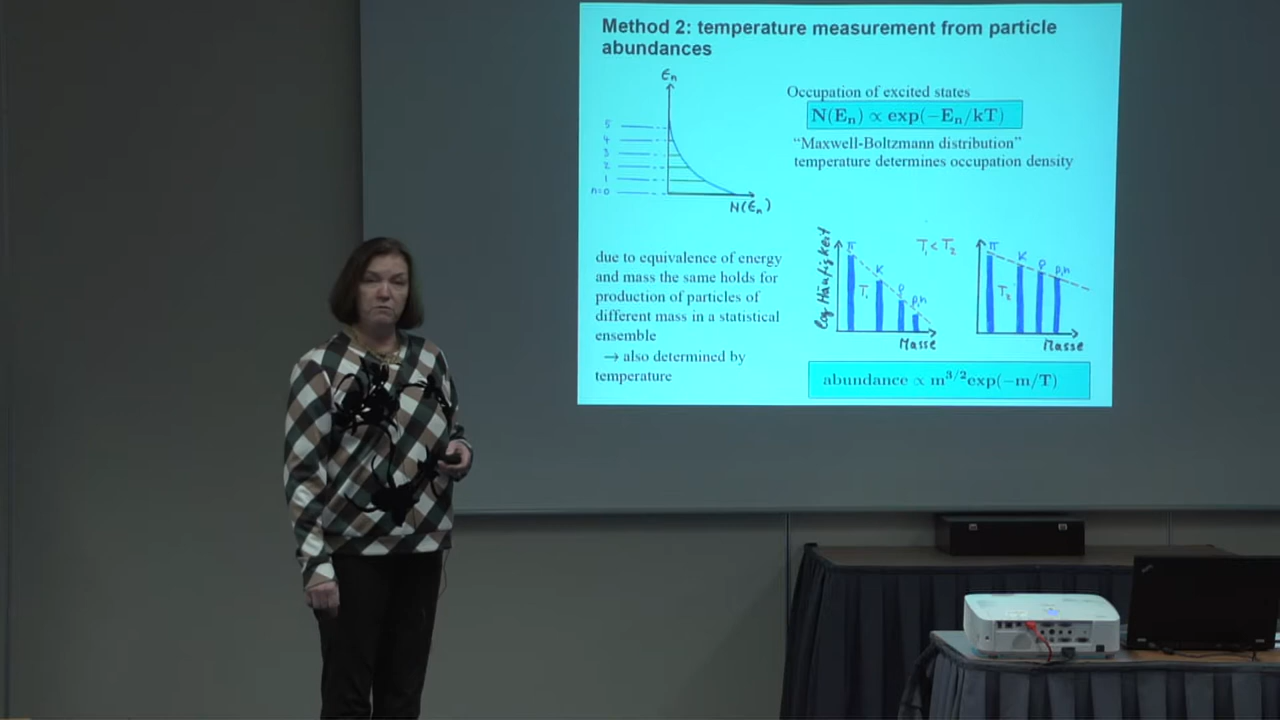 Method 2: temperature measurement from particle
abundances
Eₙ
5
4
3
2
1
n=0
N(Eₙ)
Occupation of excited states
N(Eₙ) ∝ exp(−Eₙ/kT)
“Maxwell-Boltzmann distribution”
temperature determines occupation density
due to equivalence of energy
and mass the same holds for
production of particles of
different mass in a statistical
ensemble
→ also determined by
temperature
log Häufigkeit
π
K
ρ
p,n
T₁
Masse
T₁ < T₂
π
K
ρ
p,n
T₂
Masse
abundance ∝ m³ᐟ²exp(−m/T)